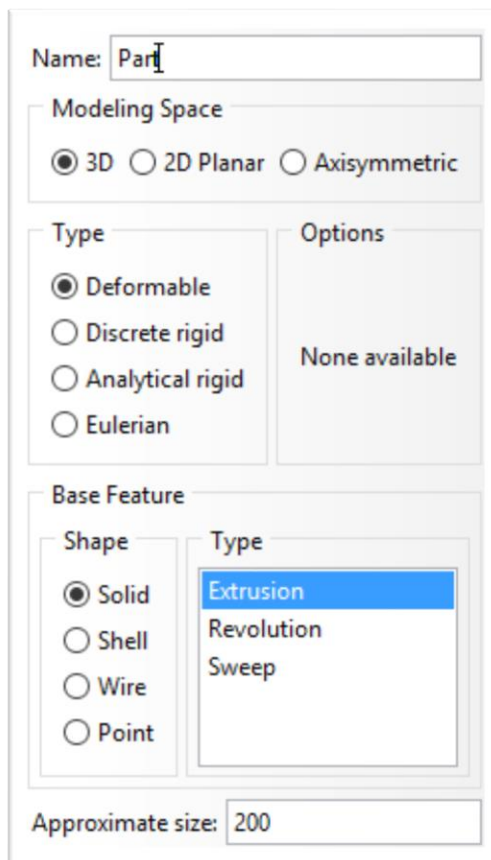 Name: Part
Modeling Space
3D 2D Planar Axisymmetric
Type
Deformable
Discrete rigid
Analytical rigid
Eulerian
Options
None available
Base Feature
Shape
Solid
Shell
Wire
Point
Type
Extrusion
Revolution
Sweep
Approximate size: 200